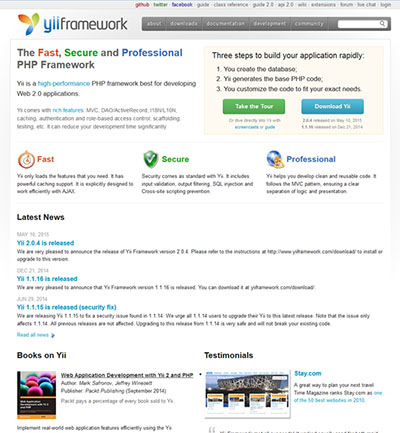 github · twitter · facebook · guide · class reference · guide 2.0 · api 2.0 · wiki · extensions · forum · live chat · login
yiiframework
about downloads documentation development community
The Fast, Secure and Professional
PHP Framework
Yii is a high-performance PHP framework best for developing
Web 2.0 applications.
Yii comes with rich features: MVC, DAO/ActiveRecord, I18N/L10N,
caching, authentication and role-based access control, scaffolding,
testing, etc. It can reduce your development time significantly
Three steps to build your application rapidly:
1. You create the database;
2. Yii generates the base PHP code;
3. You customize the code to fit your exact needs.
Take the Tour
Download Yii
Or dive directly into Yii with
screencasts or guide
2.0.4 released on May 10, 2015
1.1.16 released on Dec 21, 2014
Fast
Yii only loads the features that you need. It has
powerful caching support. It is explicitly designed
to work efficiently with AJAX.
Secure
Security comes as standard with Yii. It includes
input validation, output filtering, SQL injection and
Cross-site scripting prevention
Professional
Yii helps you develop clean and reusable code. It
follows the MVC pattern, ensuring a clear
separation of logic and presentation.
Latest News
MAY 10, 2015
Yii 2.0.4 is released
We are very pleased to announce the release of Yii Framework version 2.0.4. Please refer to the instructions at http://www.yiiframework.com/download/ to install or
upgrade to this version.
DEC 21, 2014
Yii 1.1.16 is released
We are very pleased to announce that Yii Framework version 1.1.16 is released. You can download it at yiiframework.com/download/.
JUN 29, 2014
Yii 1.1.15 is released (security fix)
We are releasing Yii 1.1.15 to fix a security issue found in 1.1.14. We urge all 1.1.14 users to upgrade their Yii to this latest release. Note that the issue only
affects 1.1.14. All previous releases are not affected. Upgrading to this release from 1.1.14 is very safe and will not break your existing code.
Read all news
Books on Yii
Web Application Development with Yii 2 and PHP
Author: Mark Safronov, Jeffrey Winesett
Publisher: Packt Publishing (September 2014)
Packt pays a percentage of every book sold to Yii
Implement real-world web application features efficiently using the Yii
Testimonials
Stay.com
A great way to plan your next travel
Time Magazine ranks Stay.com as one
of the 50 best websites in 2010.